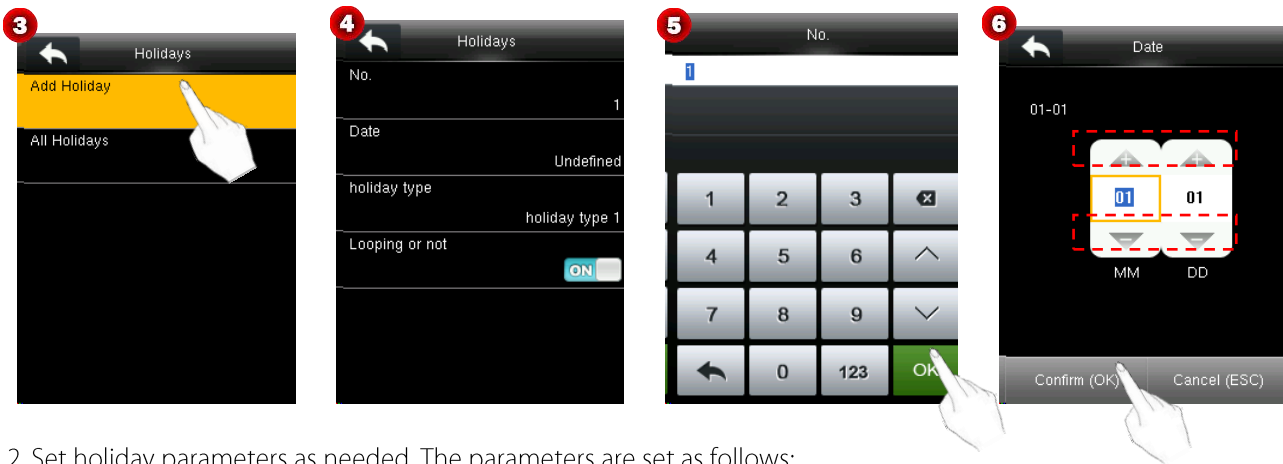 3
Holidays
Add Holiday
All Holidays
4
Holidays
No.
1
Date
Undefined
holiday type
holiday type 1
Looping or not
ON
5
No.
1
1 2 3
4 5 6
7 8 9
0 123 OK
6
Date
01-01
+ +
01 01
- -
MM DD
Confirm (OK) Cancel (ESC)
2. Set holiday parameters as needed. The parameters are set as follows: